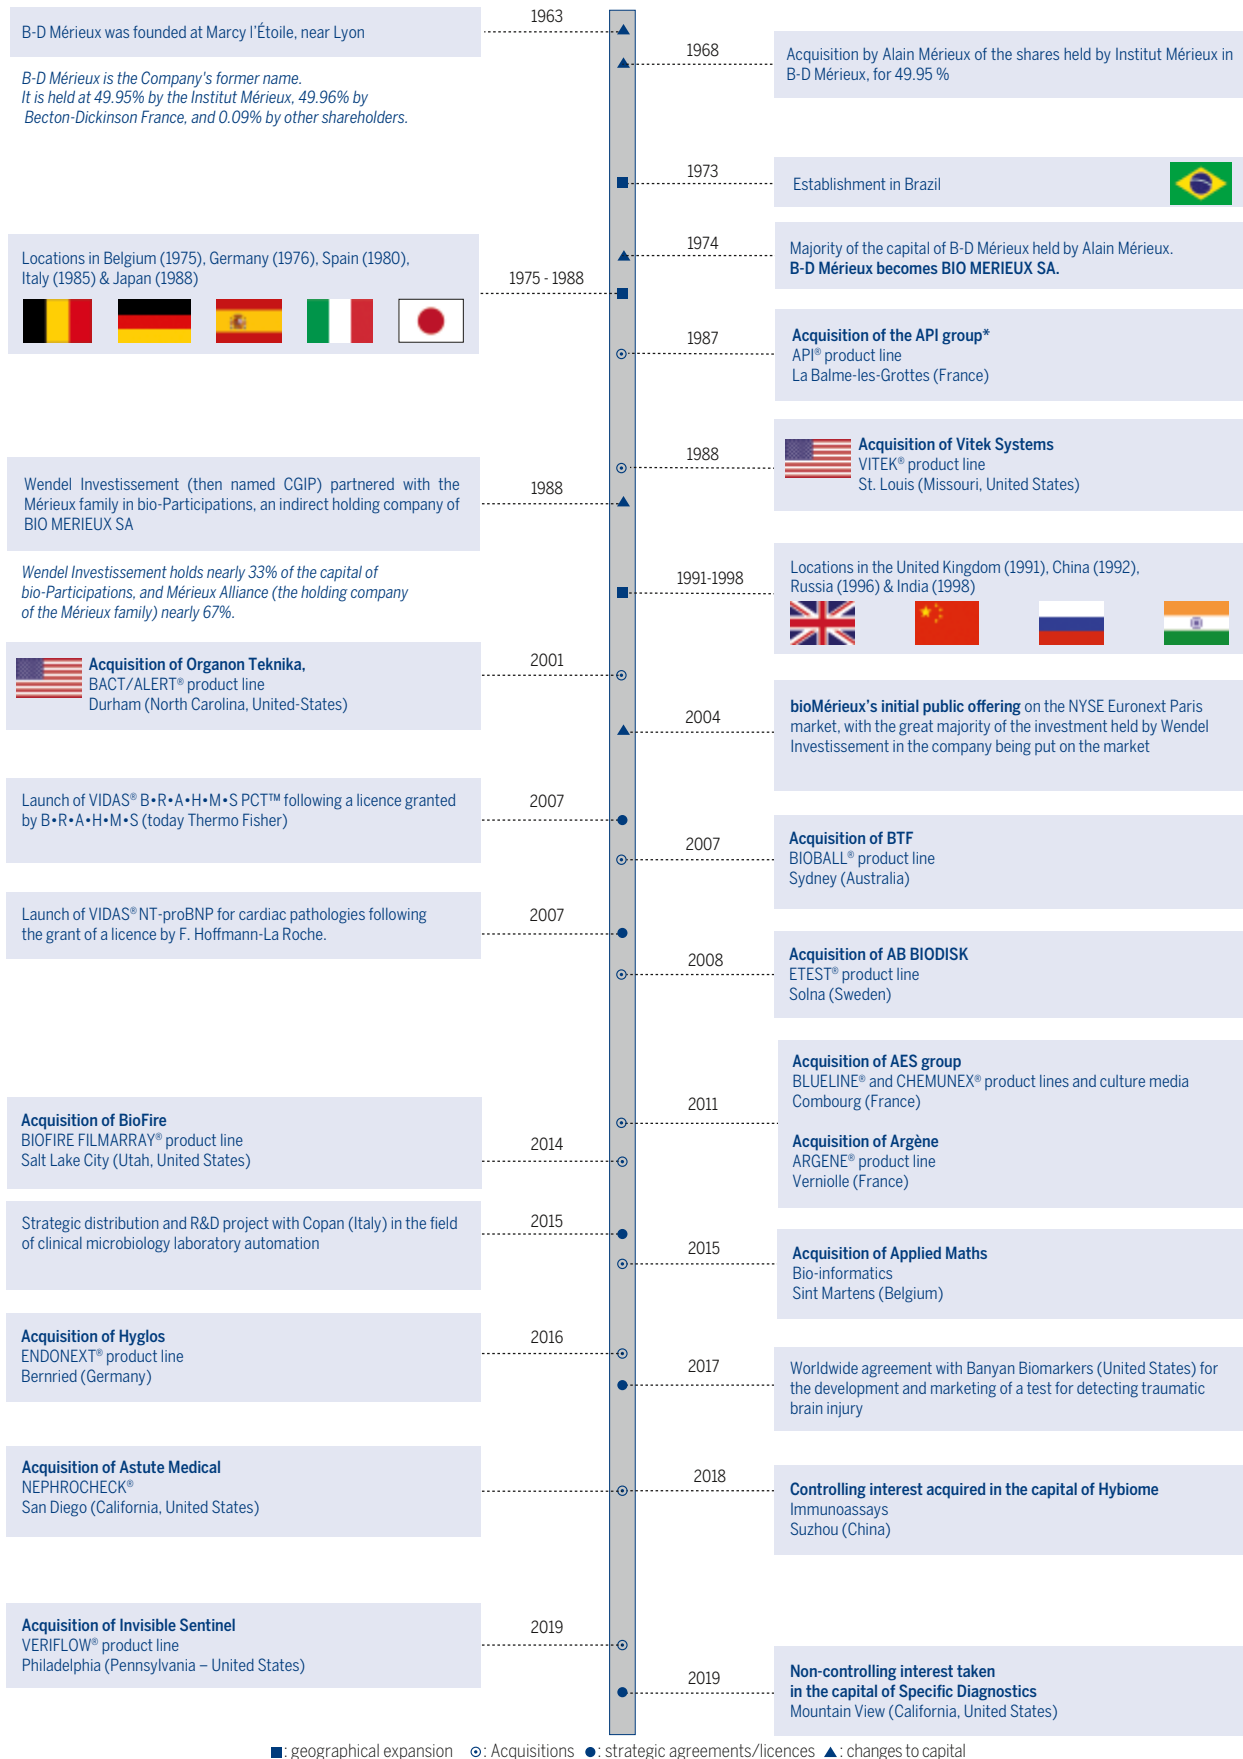 1963
B-D Mérieux was founded at Marcy l’Étoile, near Lyon
B-D Mérieux is the Company's former name.
It is held at 49.95% by the Institut Mérieux, 49.96% by
Becton-Dickinson France, and 0.09% by other shareholders.
1968
Acquisition by Alain Mérieux of the shares held by Institut Mérieux in
B-D Mérieux, for 49.95 %
1973
Establishment in Brazil
1974
Majority of the capital of B-D Mérieux held by Alain Mérieux.
B-D Mérieux becomes BIO MERIEUX SA.
1975 - 1988
Locations in Belgium (1975), Germany (1976), Spain (1980),
Italy (1985) & Japan (1988)
1987
Acquisition of the API group*
API® product line
La Balme-les-Grottes (France)
1988
Acquisition of Vitek Systems
VITEK® product line
St. Louis (Missouri, United States)
1988
Wendel Investissement (then named CGIP) partnered with the
Mérieux family in bio-Participations, an indirect holding company of
BIO MERIEUX SA
Wendel Investissement holds nearly 33% of the capital of
bio-Participations, and Mérieux Alliance (the holding company
of the Mérieux family) nearly 67%.
1991-1998
Locations in the United Kingdom (1991), China (1992),
Russia (1996) & India (1998)
2001
Acquisition of Organon Teknika,
BACT/ALERT® product line
Durham (North Carolina, United-States)
2004
bioMérieux’s initial public offering on the NYSE Euronext Paris
market, with the great majority of the investment held by Wendel
Investissement in the company being put on the market
2007
Launch of VIDAS® B•R•A•H•M•S PCT™ following a licence granted
by B•R•A•H•M•S (today Thermo Fisher)
2007
Acquisition of BTF
BIOBALL® product line
Sydney (Australia)
2007
Launch of VIDAS® NT-proBNP for cardiac pathologies following
the grant of a licence by F. Hoffmann-La Roche.
2008
Acquisition of AB BIODISK
ETEST® product line
Solna (Sweden)
2011
Acquisition of AES group
BLUELINE® and CHEMUNEX® product lines and culture media
Combourg (France)
Acquisition of Argène
ARGENE® product line
Verniolle (France)
2014
Acquisition of BioFire
BIOFIRE FILMARRAY® product line
Salt Lake City (Utah, United States)
2015
Strategic distribution and R&D project with Copan (Italy) in the field
of clinical microbiology laboratory automation
2015
Acquisition of Applied Maths
Bio-informatics
Sint Martens (Belgium)
2016
Acquisition of Hyglos
ENDONEXT® product line
Bernried (Germany)
2017
Worldwide agreement with Banyan Biomarkers (United States) for
the development and marketing of a test for detecting traumatic
brain injury
2018
Acquisition of Astute Medical
NEPHROCHECK®
San Diego (California, United States)
Controlling interest acquired in the capital of Hybiome
Immunoassays
Suzhou (China)
2019
Acquisition of Invisible Sentinel
VERIFLOW® product line
Philadelphia (Pennsylvania – United States)
2019
Non-controlling interest taken
in the capital of Specific Diagnostics
Mountain View (California, United States)
■: geographical expansion ⊙: Acquisitions ●: strategic agreements/licences ▲: changes to capital